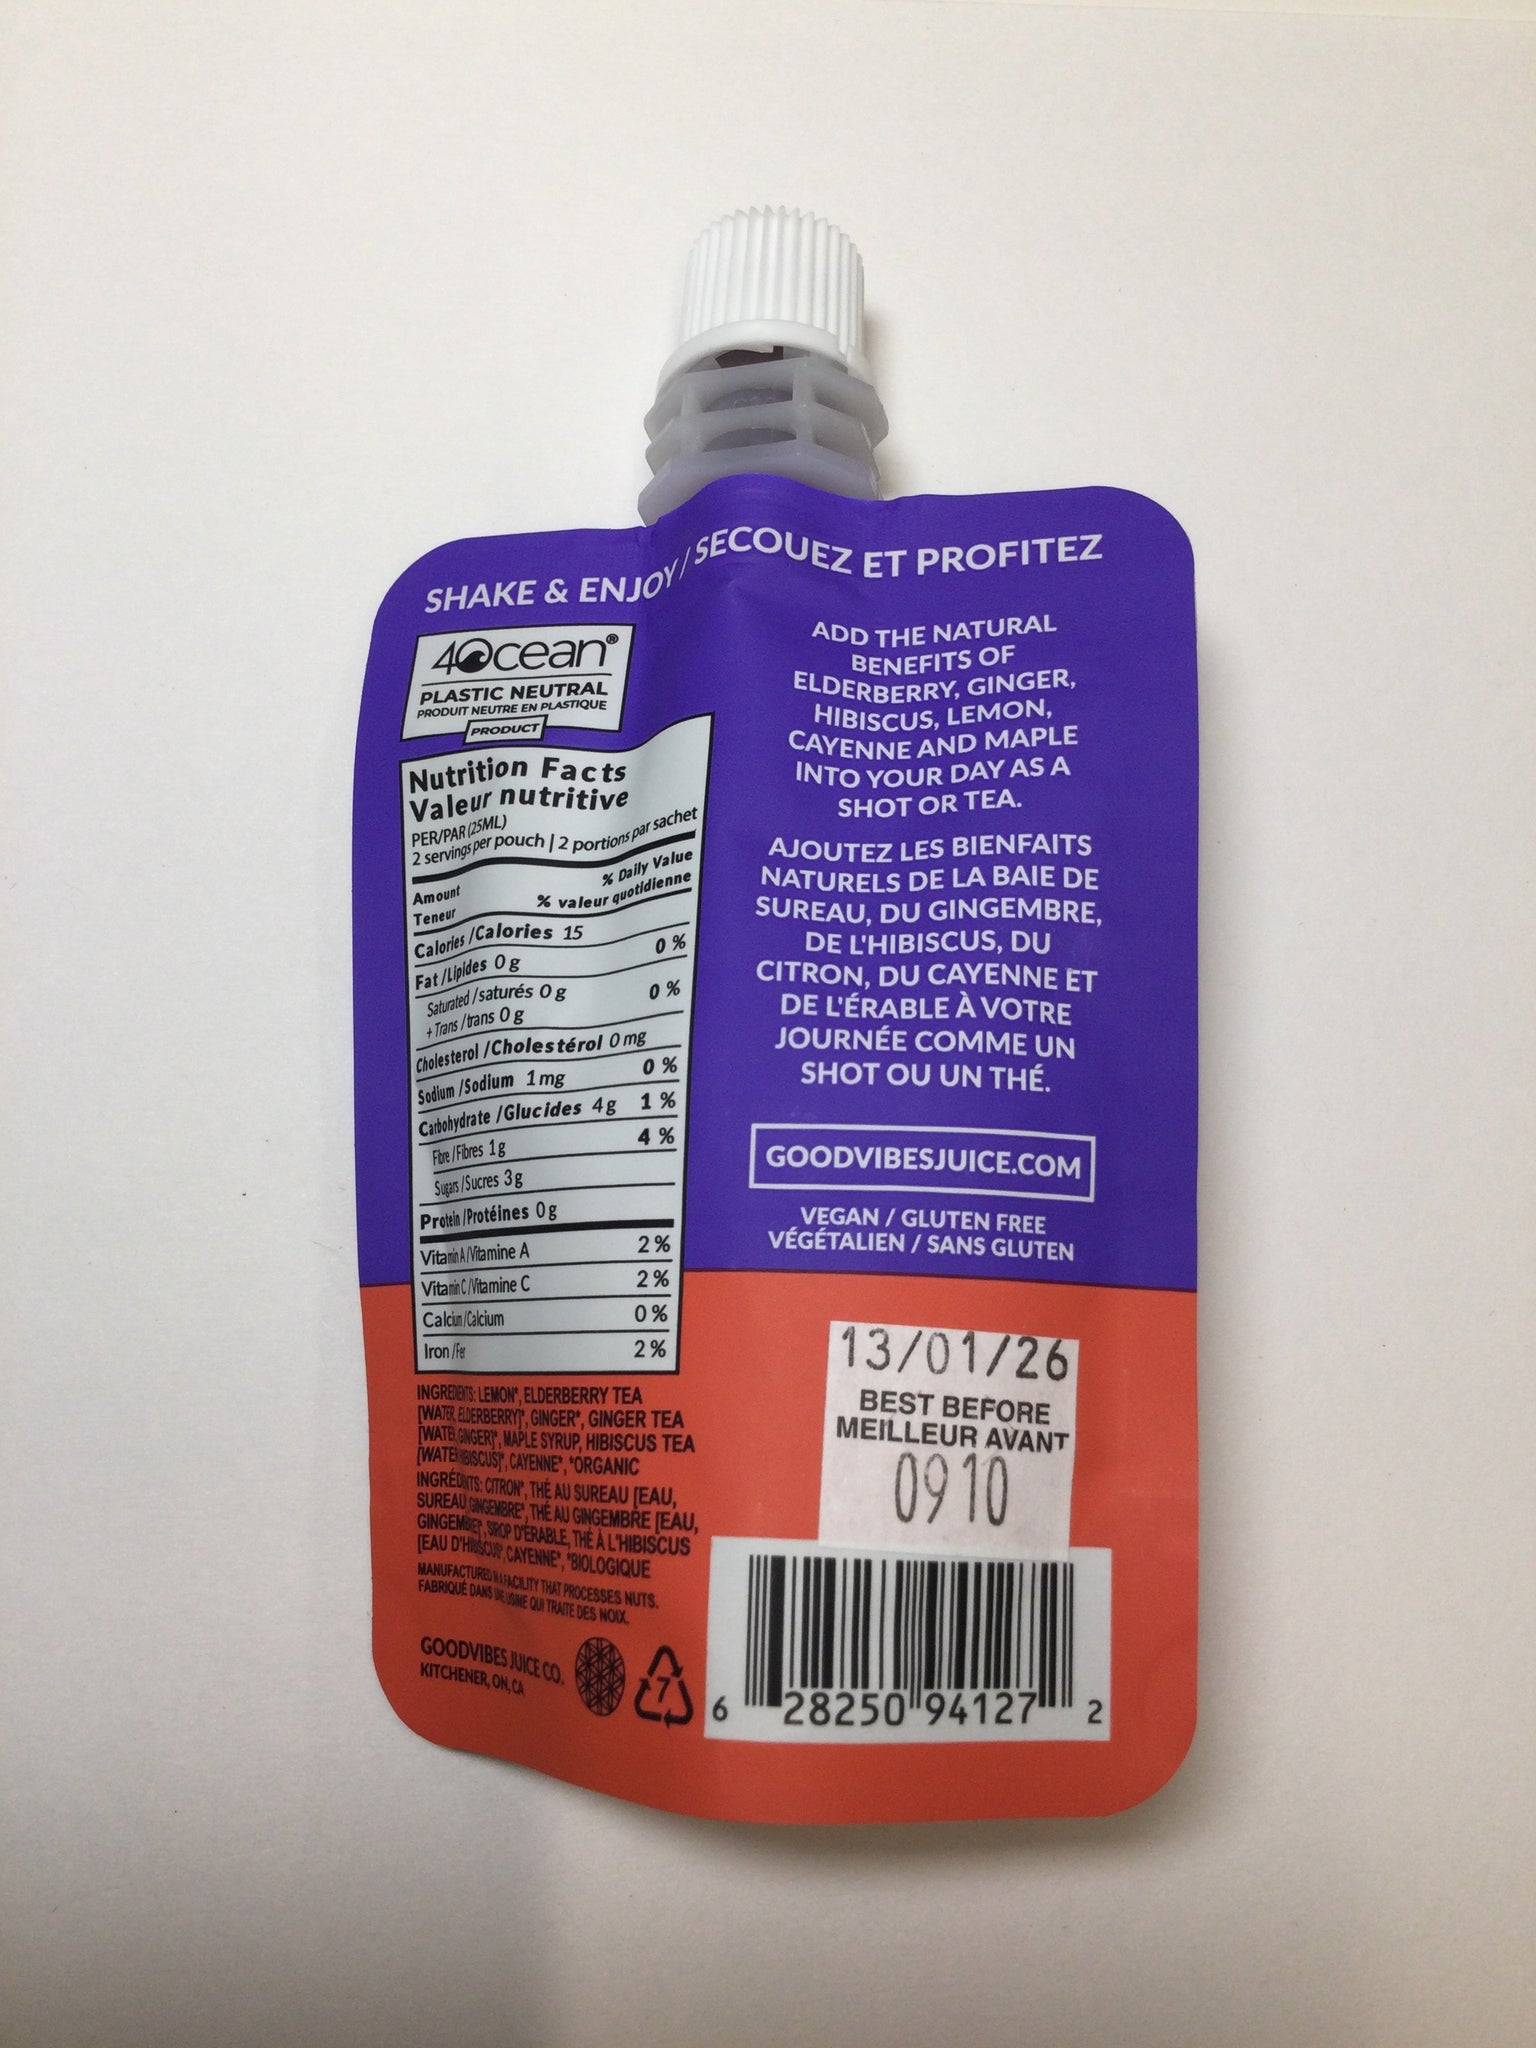 SHAKE & ENJOY / SECOUEZ ET PROFITEZ
4Ocean®
PLASTIC NEUTRAL
PRODUIT NEUTRE EN PLASTIQUE
PRODUCT
Nutrition Facts
Valeur nutritive
PER/PAR (25ML)
2 servings per pouch | 2 portions par sachet
Amount % Daily Value
Teneur % valeur quotidienne
Calories /Calories 15
Fat /Lipides 0 g 0 %
Saturated /saturés 0 g
+ Trans /trans 0 g 0 %
Cholesterol /Cholestérol 0 mg
Sodium /Sodium 1 mg 0 %
Carbohydrate /Glucides 4 g 1 %
Fibre /Fibres 1 g 4 %
Sugars /Sucres 3 g
Protein /Protéines 0 g
Vitamin A /Vitamine A 2 %
Vitamin C /Vitamine C 2 %
Calcium /Calcium 0 %
Iron /Fer 2 %
INGREDIENTS: LEMON*, ELDERBERRY TEA
[WATER, ELDERBERRY]*, GINGER*, GINGER TEA
[WATER, GINGER]*, MAPLE SYRUP, HIBISCUS TEA
[WATER HIBISCUS]*, CAYENNE*, *ORGANIC
INGRÉDINTS: CITRON*, THÉ AU SUREAU [EAU,
SUREAU GINGEMBRE*, THÉ AU GINGEMBRE [EAU,
GINGEMBRE]*, SIROP D'ÉRABLE, THÉ À L'HIBISCUS
[EAU D'HIBISCUS*, CAYENNE*, *BIOLOGIQUE
MANUFACTURED IN A FACILITY THAT PROCESSES NUTS.
FABRIQUÉ DANS UNE USINE QUI TRAITE DES NOIX.
GOODVIBES JUICE CO.
KITCHENER, ON, CA
7
ADD THE NATURAL
BENEFITS OF
ELDERBERRY, GINGER,
HIBISCUS, LEMON,
CAYENNE AND MAPLE
INTO YOUR DAY AS A
SHOT OR TEA.
AJOUTEZ LES BIENFAITS
NATURELS DE LA BAIE DE
SUREAU, DU GINGEMBRE,
DE L'HIBISCUS, DU
CITRON, DU CAYENNE ET
DE L'ÉRABLE À VOTRE
JOURNÉE COMME UN
SHOT OU UN THÉ.
GOODVIBESJUICE.COM
VEGAN / GLUTEN FREE
VÉGÉTALIEN / SANS GLUTEN
13/01/26
BEST BEFORE
MEILLEUR AVANT
0910
6 28250 94127 2